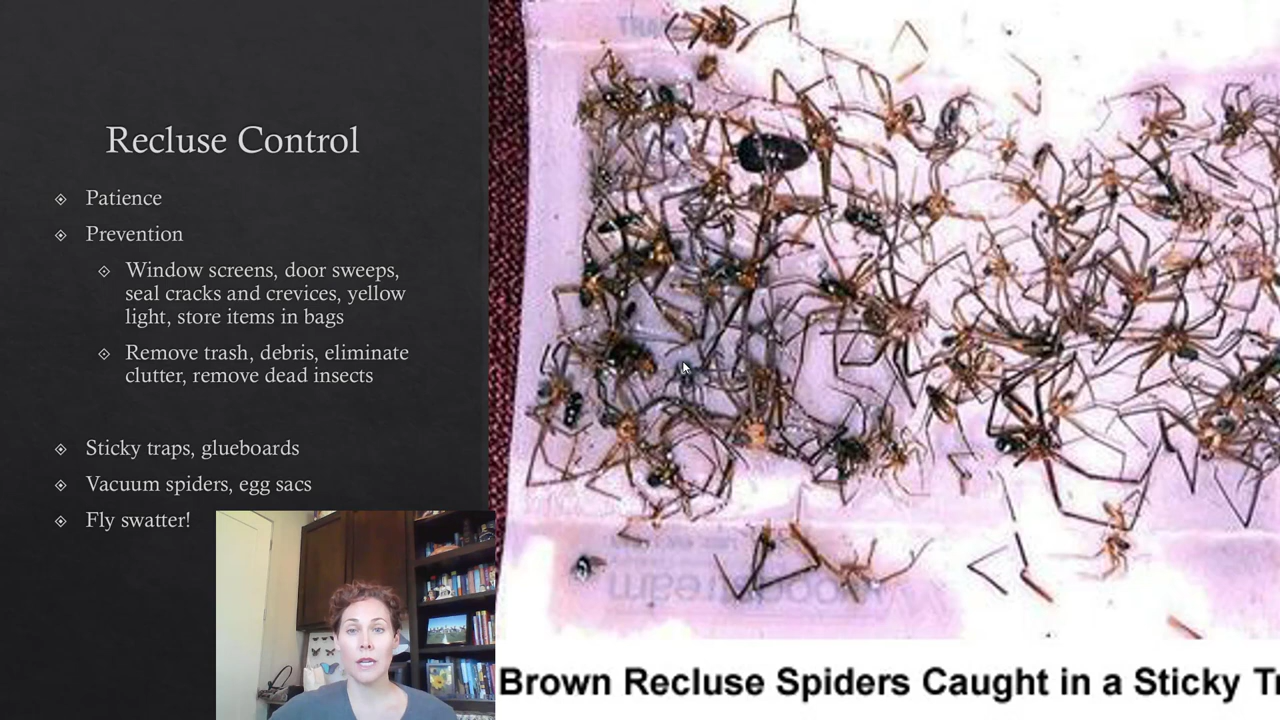 Recluse Control
Patience
Prevention
Window screens, door sweeps,
seal cracks and crevices, yellow
light, store items in bags
Remove trash, debris, eliminate
clutter, remove dead insects
Sticky traps, glueboards
Vacuum spiders, egg sacs
Fly swatter!
Brown Recluse Spiders Caught in a Sticky Tr